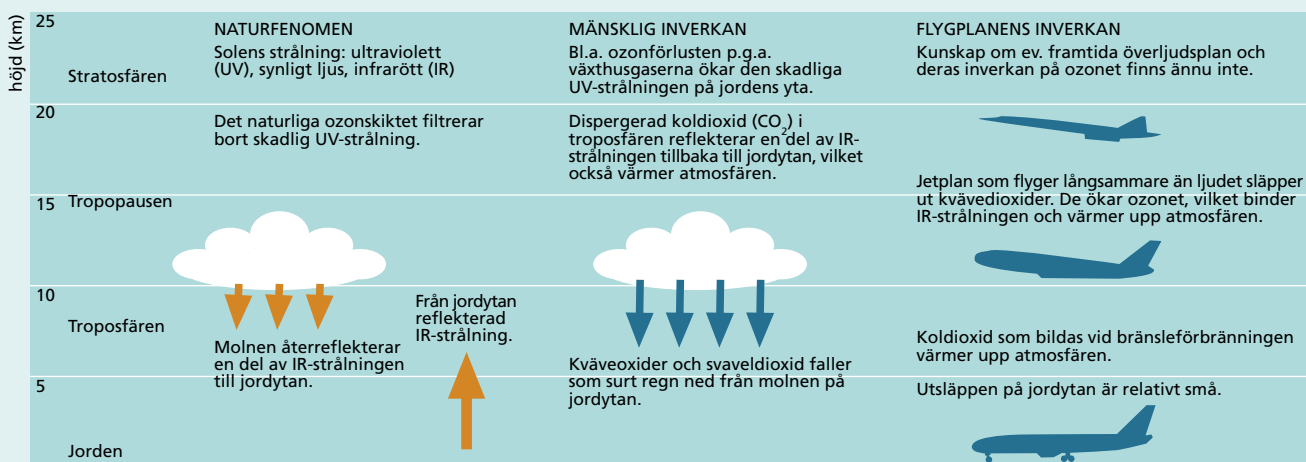 höjd (km)
25
Stratosfären
20
15
Tropopausen
10
Troposfären
5
Jorden
NATURFENOMEN
Solens strålning: ultraviolett
(UV), synligt ljus, infrarött (IR)
Det naturliga ozonskiktet filtrerar
bort skadlig UV-strålning.
Molnen återreflekterar
en del av IR-strålningen
till jordytan.
Från jordytan
reflekterad
IR-strålning.
MÄNSKLIG INVERKAN
Bl.a. ozonförlusten p.g.a.
växthusgaserna ökar den skadliga
UV-strålningen på jordens yta.
Dispergerad koldioxid (CO2) i
troposfären reflekterar en del av IR-
strålningen tillbaka till jordytan, vilket
också värmer atmosfären.
Kväveoxider och svaveldioxid faller
som surt regn ned från molnen på
jordytan.
FLYGPLANENS INVERKAN
Kunskap om ev. framtida överljudsplan och
deras inverkan på ozonet finns ännu inte.
Jetplan som flyger långsammare än ljudet släpper
ut kvävedioxider. De ökar ozonet, vilket binder
IR-strålningen och värmer upp atmosfären.
Koldioxid som bildas vid bränsleförbränningen
värmer upp atmosfären.
Utsläppen på jordytan är relativt små.